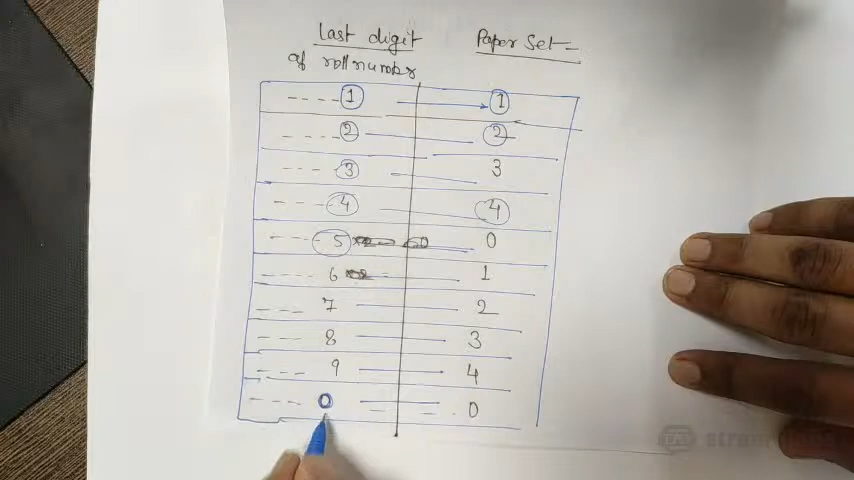 Last digit Paper Set -
of roll number
---- 1 1
---- 2 2
---- 3 3
---- 4 4
---- 5 0
---- 6 1
--- 7 2
---- 8 3
---- 9 4
---- 0 0